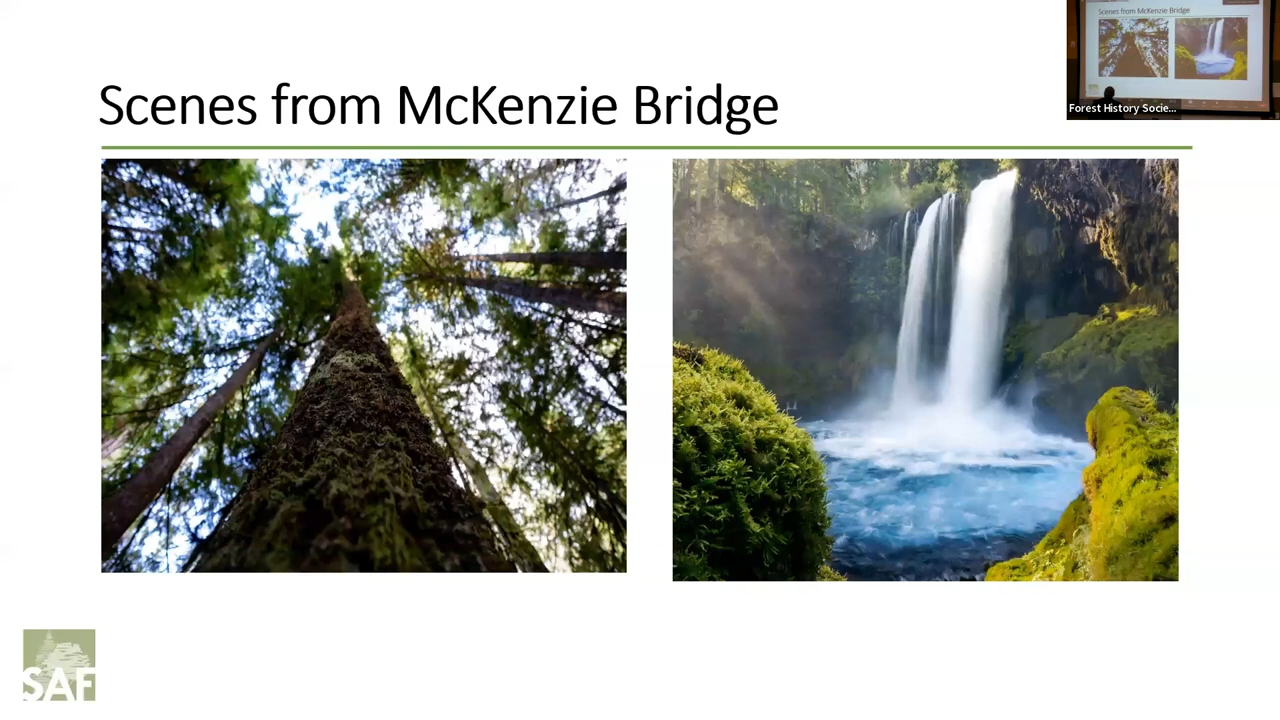 Scenes from McKenzie Bridge
Scenes from McKenzie Bridge
Forest History Socie...
SAF